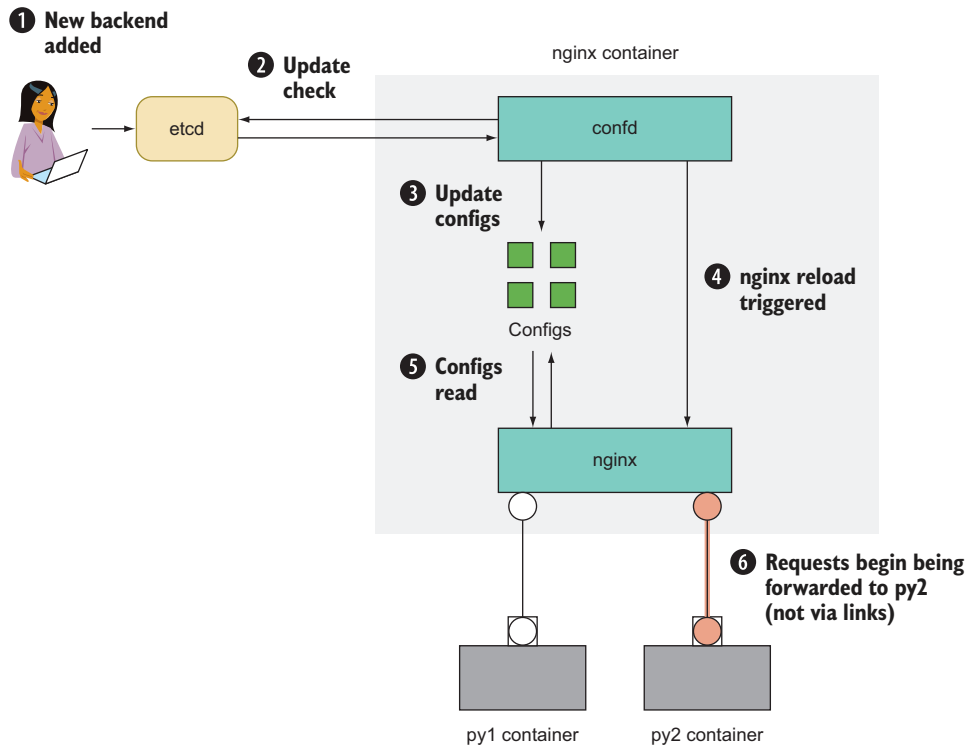 1 New backend
added
nginx container
2 Update
check
etcd
confd
3 Update
configs
4 nginx reload
triggered
Configs
5 Configs
read
nginx
6 Requests begin being
forwarded to py2
(not via links)
py1 container
py2 container